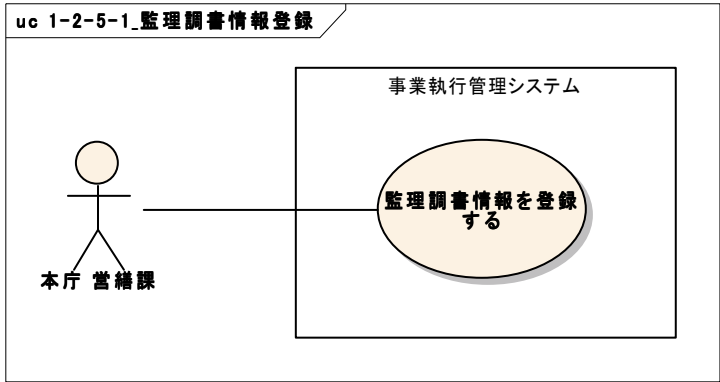 uc 1-2-5-1_監理調書情報登録
事業執行管理システム
監理調書情報を登録
する
本庁 営繕課